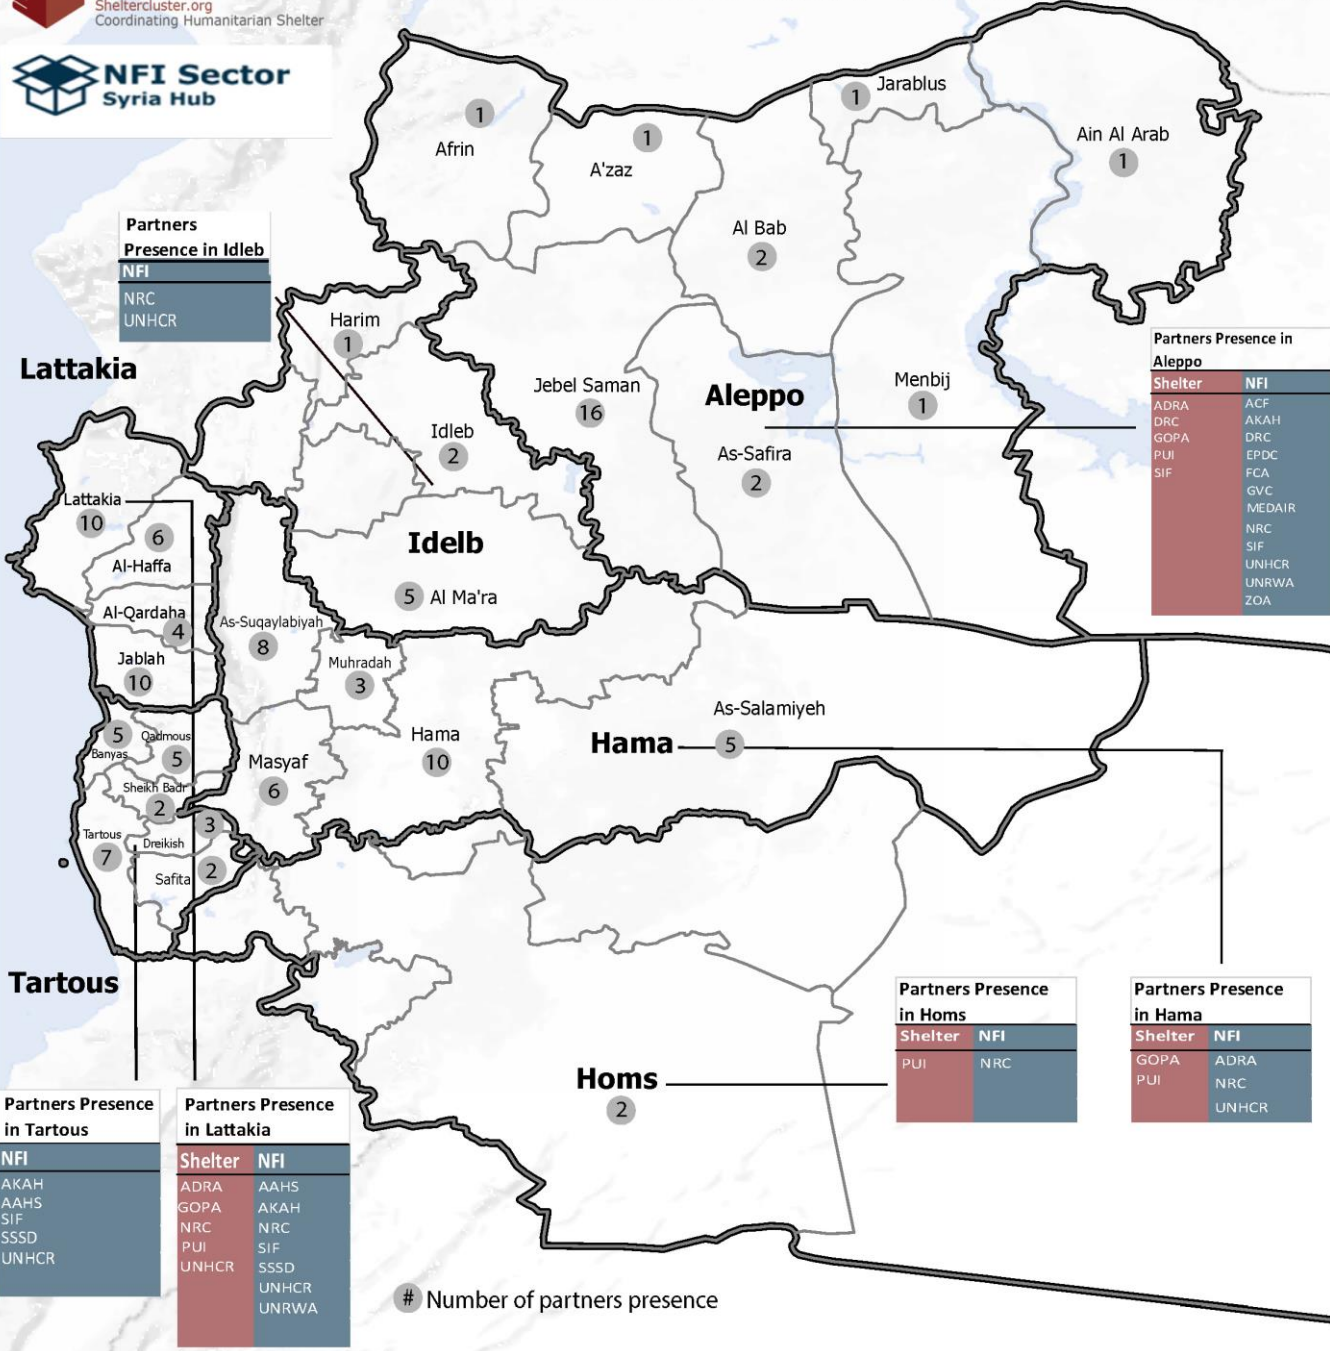 Sheltercluster.org
Coordinating Humanitarian Shelter
NFI Sector
Syria Hub
1
Afrin
1
A'zaz
1
Jarablus
Ain Al Arab
1
Al Bab
2
Partners
Presence in Idleb
NFI
NRC
UNHCR
Harim
1
Lattakia
Jebel Saman
16
Aleppo
Menbij
1
Idleb
2
As-Safira
2
Partners Presence in
Aleppo
Shelter
ADRA
DRC
GOPA
PUI
SIF
NFI
ACF
AKAH
DRC
EPDC
FCA
GVC
MEDAIR
NRC
SIF
UNHCR
UNRWA
ZOA
Lattakia
10
6
Al-Haffa
Idelb
5 Al Ma'ra
Al-Qardaha
4
As-Suqaylabiyah
8
Jablah
10
Muhradah
3
As-Salamiyeh
Hama
5
Hama
10
5
Banyas
Qadmous
5
Masyaf
6
Sheikh Badr
2
3
Tartous
7
Dreikish
Safita
2
Tartous
Homs
2
Partners Presence
in Homs
Shelter
PUI
NFI
NRC
Partners Presence
in Hama
Shelter
GOPA
PUI
NFI
ADRA
NRC
UNHCR
Partners Presence
in Tartous
NFI
AKAH
AAHS
SIF
SSSD
UNHCR
Partners Presence
in Lattakia
Shelter
ADRA
GOPA
NRC
PUI
UNHCR
NFI
AAHS
AKAH
NRC
SIF
SSSD
UNHCR
UNRWA
# Number of partners presence